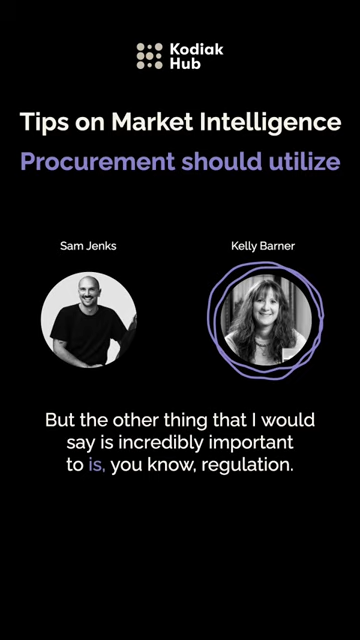 Kodiak
Hub
Tips on Market Intelligence
Procurement should utilize
Sam Jenks
Kelly Barner
But the other thing that I would
say is incredibly important
to is, you know, regulation.